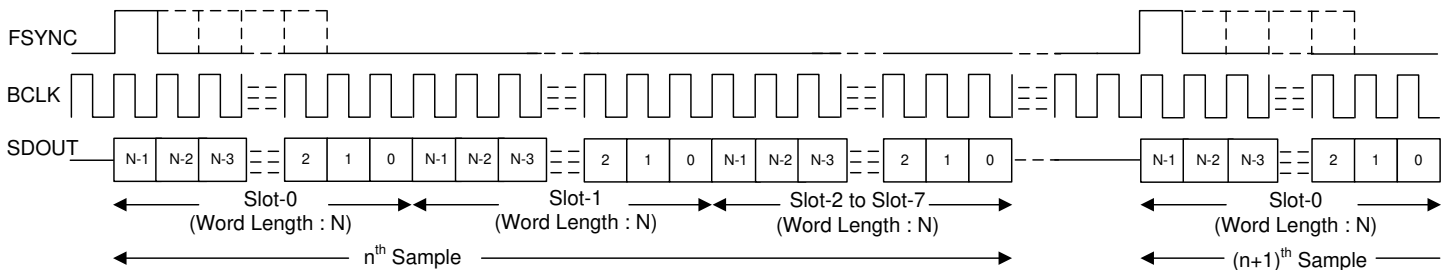 FSYNC
BCLK
SDOUT N-1 N-2 N-3 2 1 0 N-1 N-2 N-3 2 1 0 N-1 N-2 N-3 2 1 0 N-1 N-2 N-3 2 1 0
Slot-0 Slot-1 Slot-2 to Slot-7 Slot-0
(Word Length : N) (Word Length : N) (Word Length : N) (Word Length : N)
nth Sample (n+1)th Sample